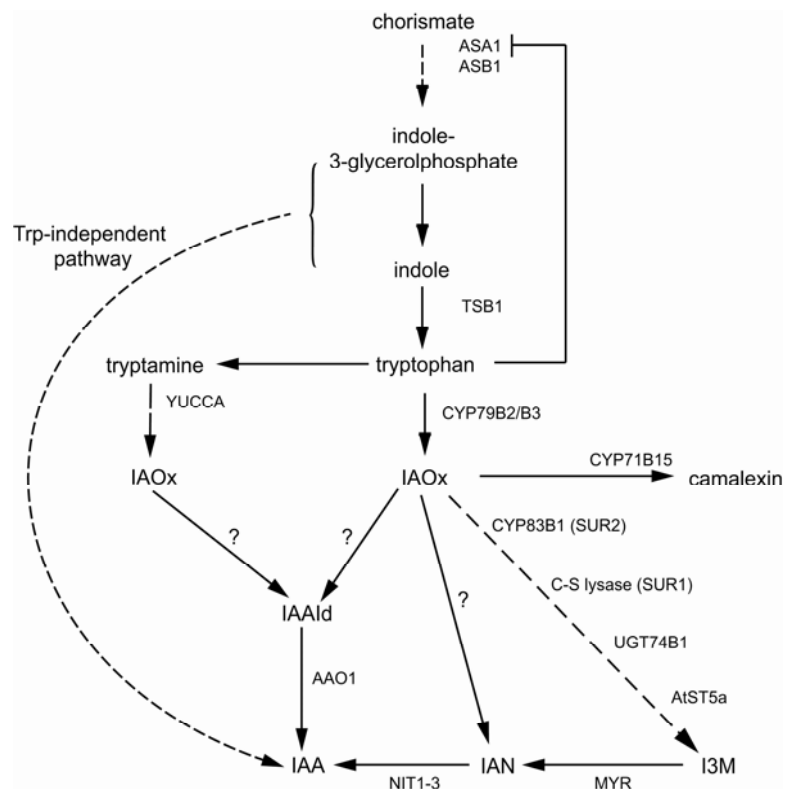 chorismate
ASA1
ASB1
indole-
3-glycerolphosphate
Trp-independent
pathway
indole
TSB1
tryptamine
tryptophan
YUCCA
CYP79B2/B3
IAOx
IAOx
CYP71B15
camalexin
CYP83B1 (SUR2)
?
?
C-S lysase (SUR1)
?
IAAld
UGT74B1
AAO1
AtST5a
IAA
NIT1-3
IAN
MYR
I3M